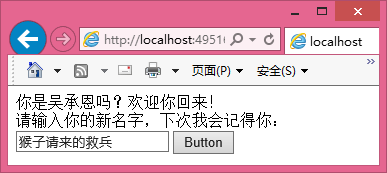 http://localhost:4951
localhost
页面(P)
安全(S)
»
你是吴承恩吗？欢迎你回来！
请输入你的新名字，下次我会记得你：
猴子请来的救兵 Button